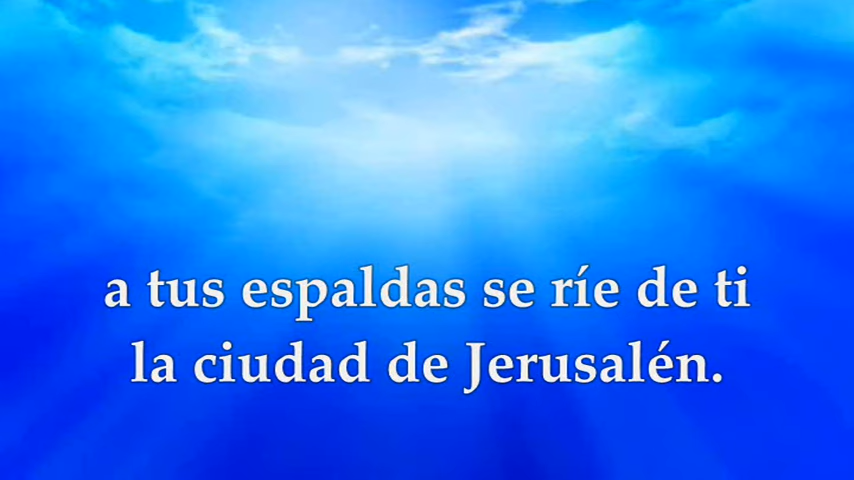 a tus espaldas se ríe de ti
la ciudad de Jerusalén.